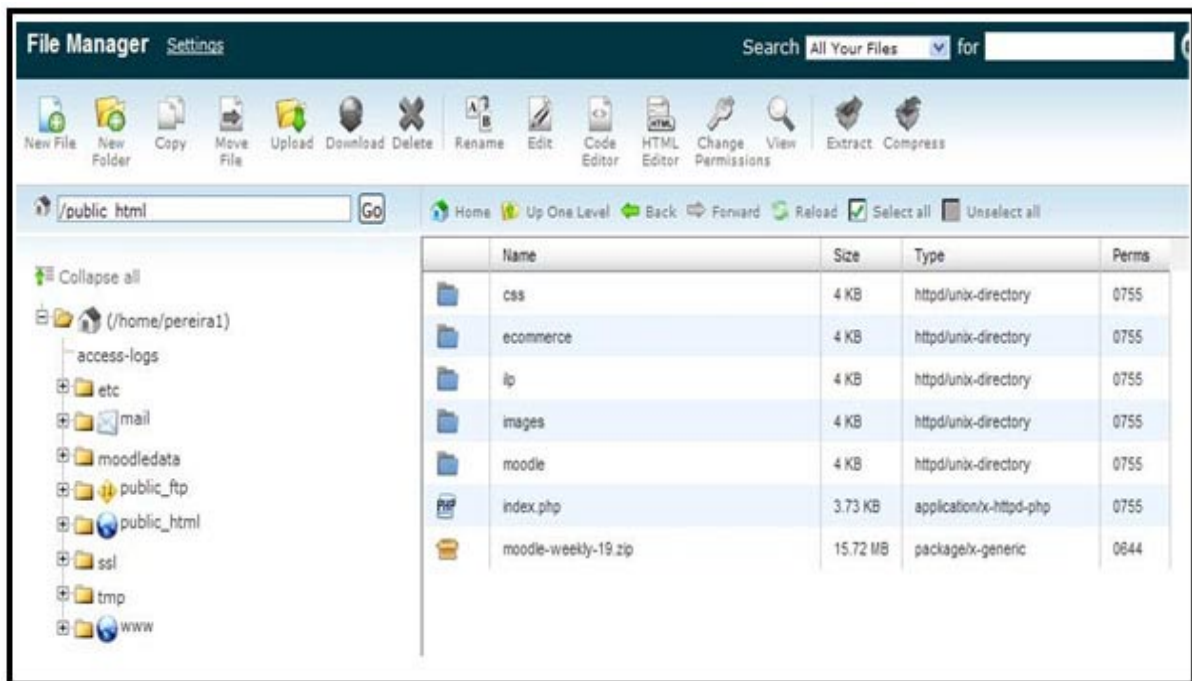 File Manager Settings Search All Your Files for
New File New Folder Copy Move File Upload Download Delete Rename Edit Code Editor HTML Editor Change Permissions View Extract Compress
/public_html Go Home Up One Level Back Forward Reload Select all Unselect all
Name Size Type Perms
Collapse all
(/home/pereira1)
access-logs
etc
mail
moodledata
public_ftp
public_html
ssl
tmp
www
css 4 KB httpd/unix-directory 0755
ecommerce 4 KB httpd/unix-directory 0755
ilp 4 KB httpd/unix-directory 0755
images 4 KB httpd/unix-directory 0755
moodle 4 KB httpd/unix-directory 0755
index.php 3.73 KB application/x-httpd-php 0755
moodle-weekly-19.zip 15.72 MB package/x-generic 0644